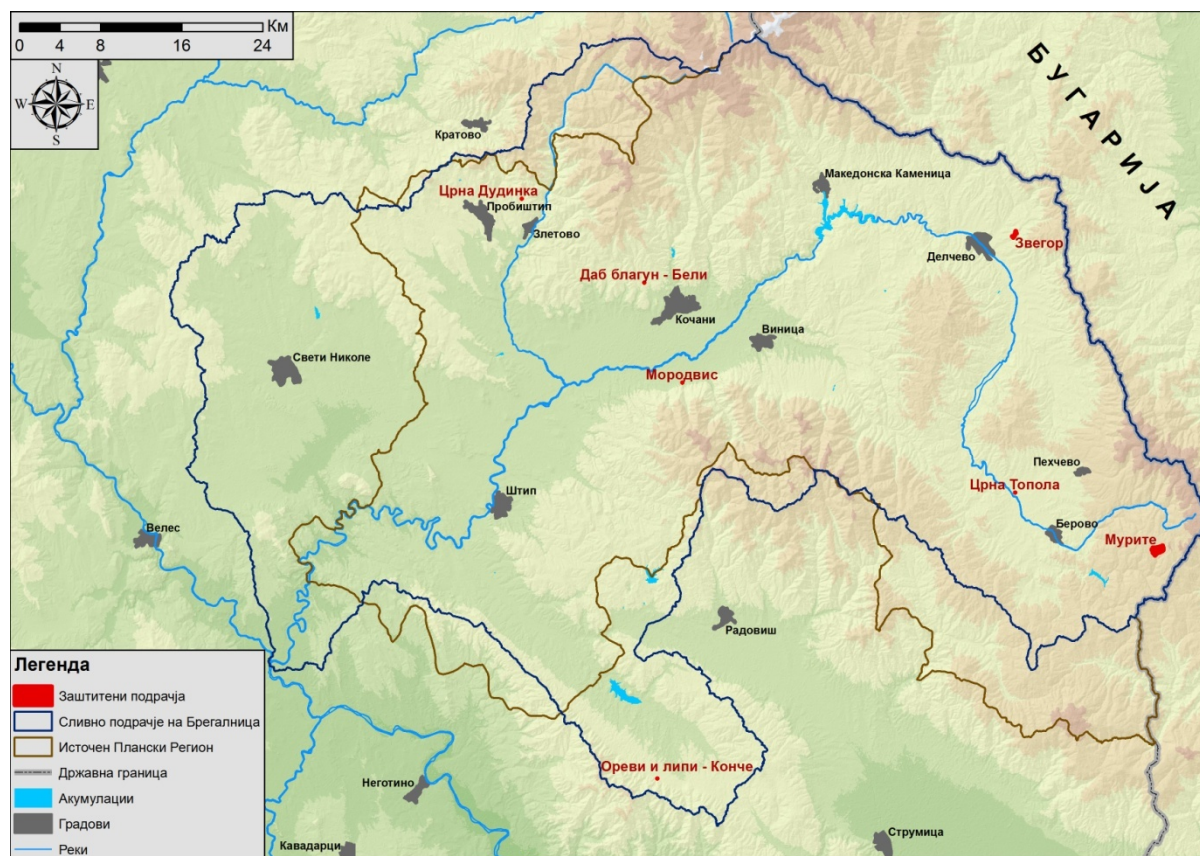 Км
0 4 8 16 24
N
W E
S
БУГАРИЈА
Кратово
Македонска Каменица
Црна Дудинка
Пробиштип
Злетово
Звегор
Делчево
Даб благун - Бели
Кочани
Виница
Свети Николе
Мородвис
Пехчево
Црна Топола
Штип
Велес
Берово
Мурите
Радовиш
Легенда
Заштитени подрачја
Сливно подрачје на Брегалница
Источен Плански Регион
Државна граница
Акумулации
Градови
Реки
Ореви и липи - Конче
Неготино
Струмица
Кавадарци